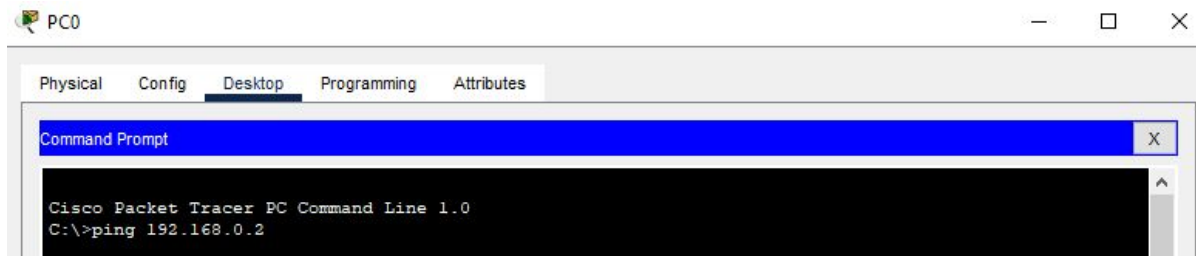 PC0
Physical Config Desktop Programming Attributes
Command Prompt
X
Cisco Packet Tracer PC Command Line 1.0
C:\>ping 192.168.0.2